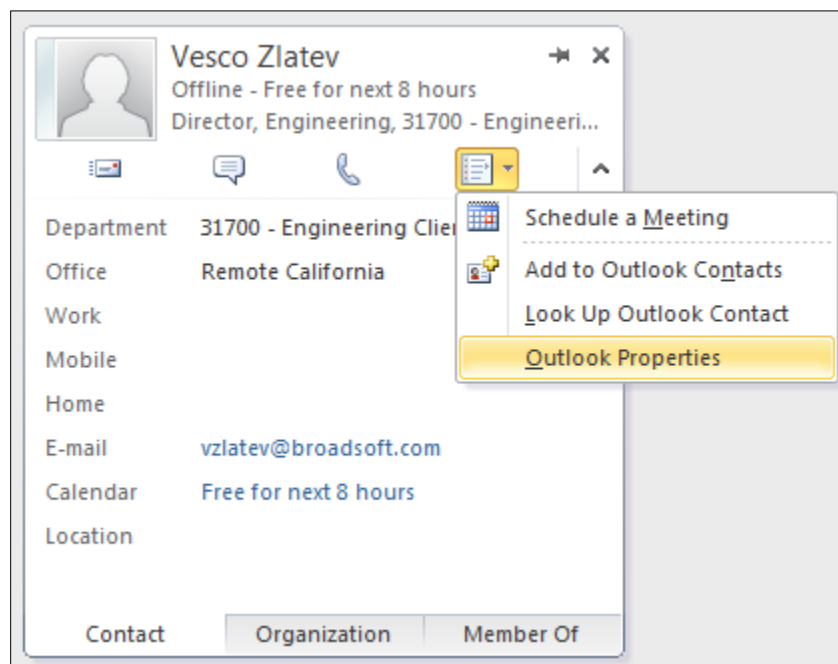 Vesco Zlatev
Offline - Free for next 8 hours
Director, Engineering, 31700 - Engineeri...
Schedule a Meeting
Add to Outlook Contacts
Look Up Outlook Contact
Outlook Properties
Department 31700 - Engineering Clie
Office Remote California
Work
Mobile
Home
E-mail vzlatev@broadsoft.com
Calendar Free for next 8 hours
Location
Contact Organization Member Of